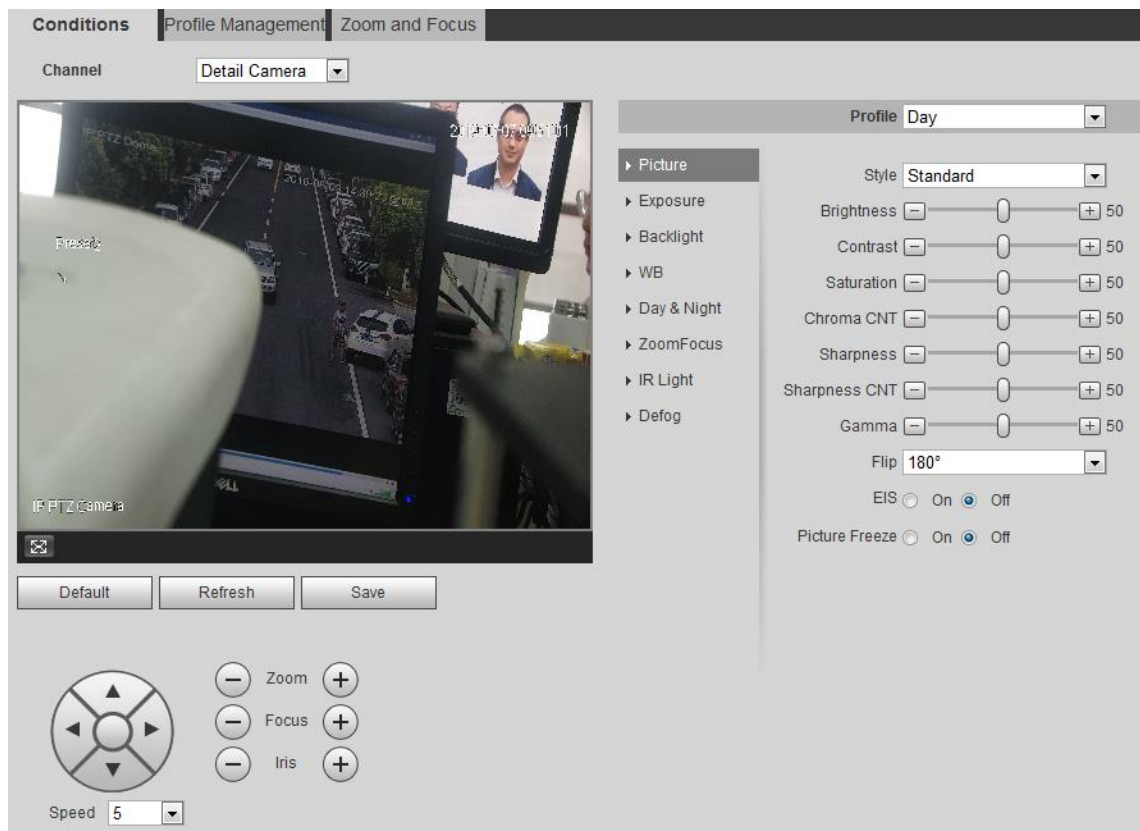 Conditions Profile Management Zoom and Focus
Channel Detail Camera
IP PTZ Dome
IP PTZ Camera
DELL
Default Refresh Save
Zoom
Focus
Iris
Speed 5
Profile Day
Picture
Exposure
Backlight
WB
Day & Night
ZoomFocus
IR Light
Defog
Style Standard
Brightness 50
Contrast 50
Saturation 50
Chroma CNT 50
Sharpness 50
Sharpness CNT 50
Gamma 50
Flip 180°
EIS On Off
Picture Freeze On Off